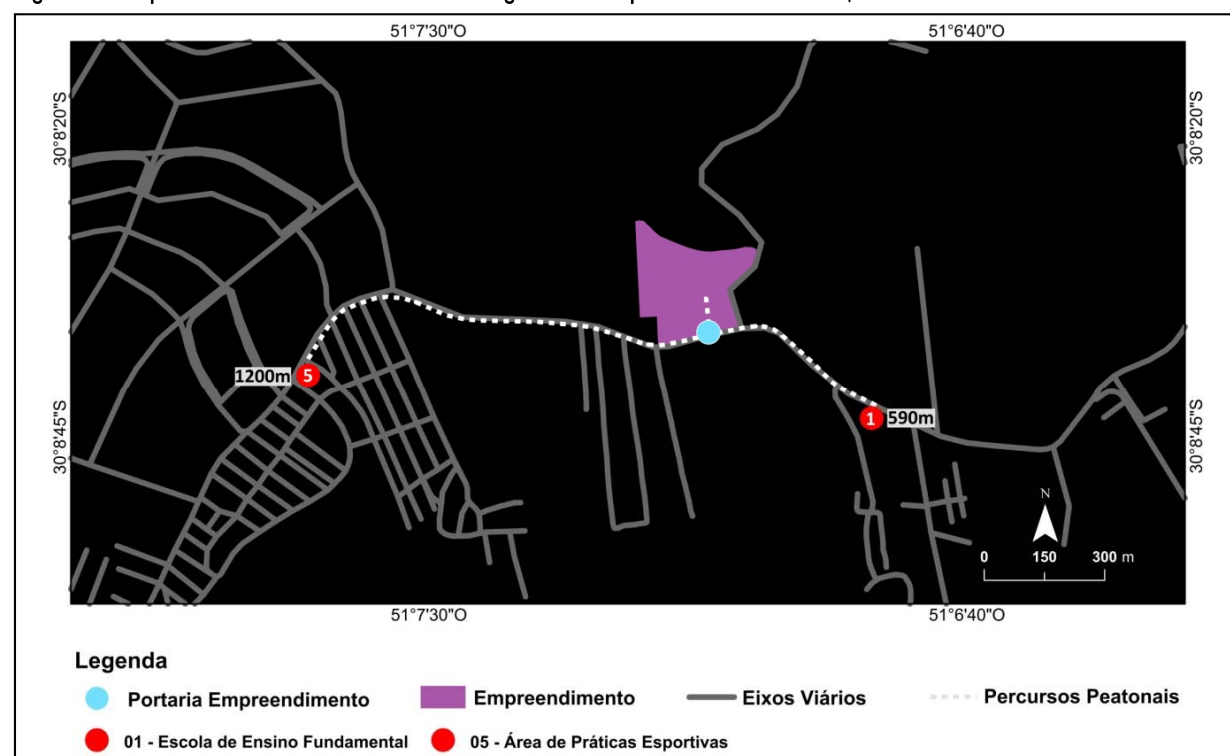 51°7'30"O 51°6'40"O
30°8'20"S 30°8'20"S
1200m 5
1 590m
30°8'45"S 30°8'45"S
N
0 150 300 m
51°7'30"O 51°6'40"O
Legenda
Portaria Empreendimento Empreendimento Eixos Viários Percursos Peatonais
01 - Escola de Ensino Fundamental 05 - Área de Práticas Esportivas